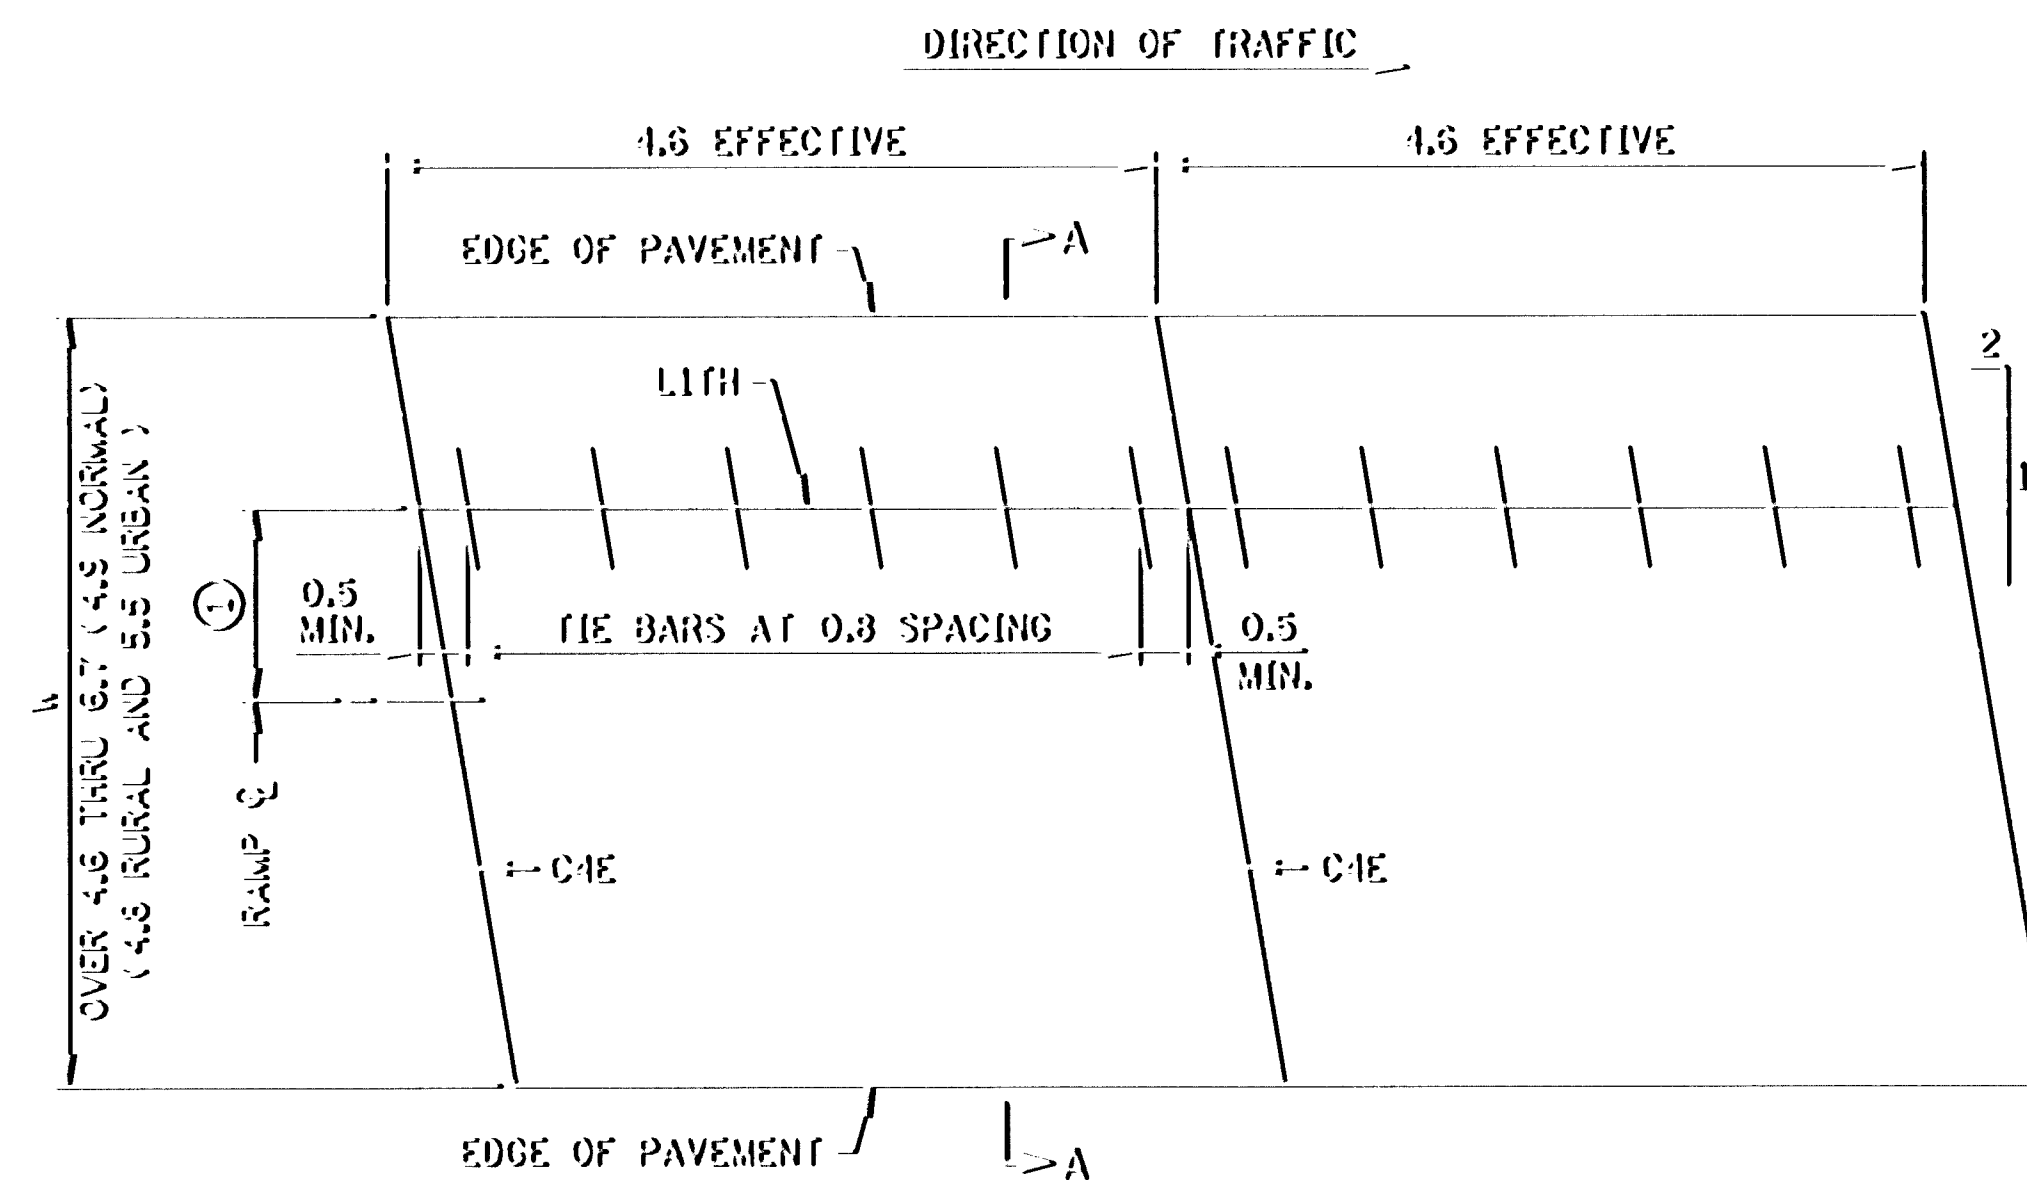 DIRECTION OF TRAFFIC
4.6 EFFECTIVE
4.6 EFFECTIVE
EDGE OF PAVEMENT
A
2
1
L1TH
W
OVER 4.6 THRU 6.7 (4.9 NORMAL)
(4.8 RURAL AND 5.5 URBAN)
1
0.5
MIN.
TIE BARS AT 0.8 SPACING
0.5
MIN.
RAMP ℄
C4E
C4E
EDGE OF PAVEMENT
A